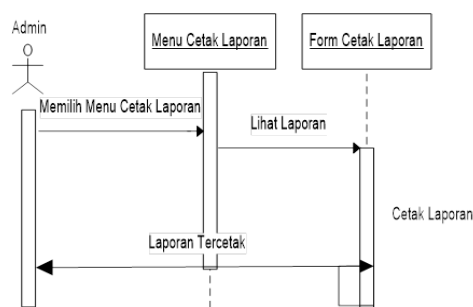 Admin
Menu Cetak Laporan
Form Cetak Laporan
Memilih Menu Cetak Laporan
Lihat Laporan
Cetak Laporan
Laporan Tercetak